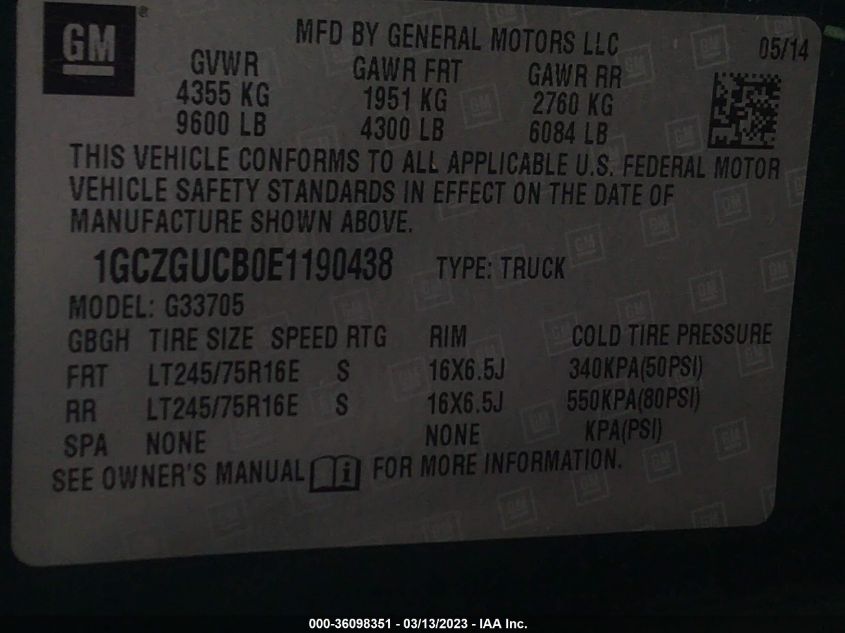 GM
MFD BY GENERAL MOTORS LLC 05/14
GVWR GAWR FRT GAWR RR
4355 KG 1951 KG 2760 KG
9600 LB 4300 LB 6084 LB
THIS VEHICLE CONFORMS TO ALL APPLICABLE U.S. FEDERAL MOTOR
VEHICLE SAFETY STANDARDS IN EFFECT ON THE DATE OF
MANUFACTURE SHOWN ABOVE.
1GCZGUCB0E1190438 TYPE: TRUCK
MODEL: G33705
GBGH TIRE SIZE SPEED RTG RIM COLD TIRE PRESSURE
FRT LT245/75R16E S 16X6.5J 340KPA(50PSI)
RR LT245/75R16E S 16X6.5J 550KPA(80PSI)
SPA NONE NONE KPA(PSI)
SEE OWNER'S MANUAL FOR MORE INFORMATION.
000-36098351 / 03/13/2023 - IAA Inc.